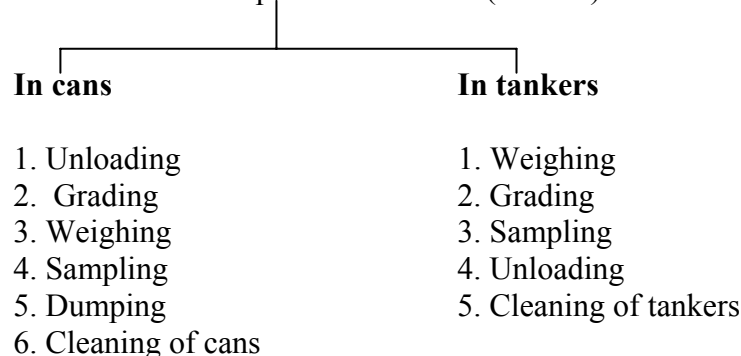 In cans
1. Unloading
2. Grading
3. Weighing
4. Sampling
5. Dumping
6. Cleaning of cans
In tankers
1. Weighing
2. Grading
3. Sampling
4. Unloading
5. Cleaning of tankers